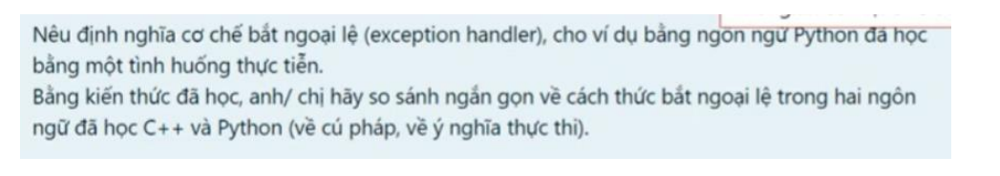 Nêu định nghĩa cơ chế bắt ngoại lệ (exception handler), cho ví dụ bằng ngôn ngữ Python đã học
bằng một tình huống thực tiễn.
Bằng kiến thức đã học, anh/ chị hãy so sánh ngắn gọn về cách thức bắt ngoại lệ trong hai ngôn
ngữ đã học C++ và Python (về cú pháp, về ý nghĩa thực thi).